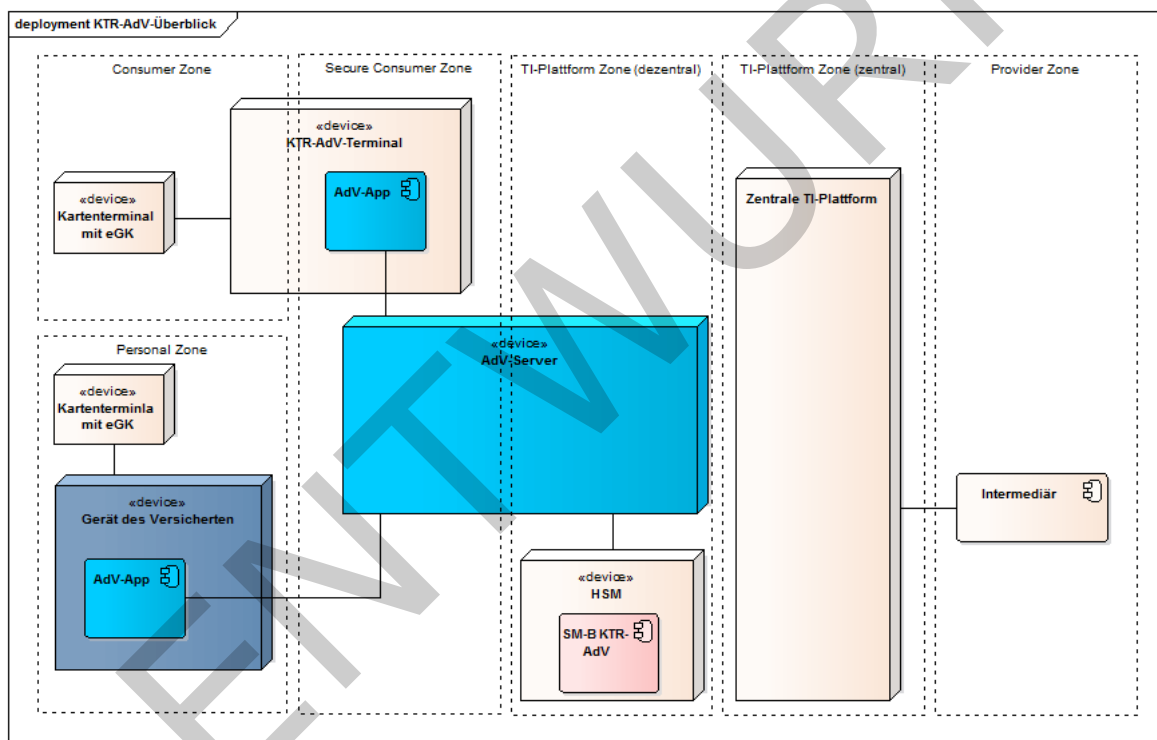 deployment KTR-AdV-Überblick
Consumer Zone
Secure Consumer Zone
TI-Plattform Zone (dezentral)
TI-Plattform Zone (zentral)
Provider Zone
«device»
KTR-AdV-Terminal
AdV-App
«device»
Kartenterminal
mit eGK
Zentrale TI-Plattform
«device»
AdV-Server
Personal Zone
«device»
Kartenterminla
mit eGK
«device»
Gerät des Versicherten
AdV-App
Intermediär
«device»
HSM
SM-B KTR-
AdV
ENTWURF